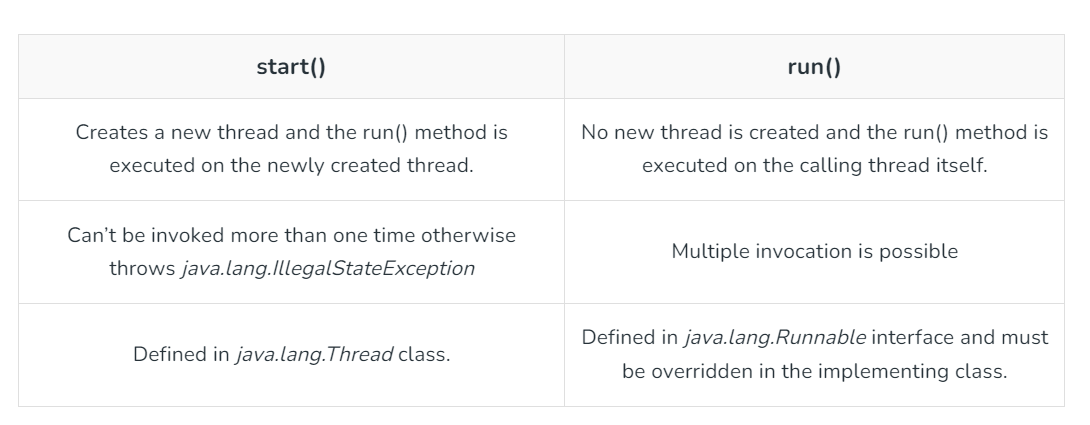 start()
run()
Creates a new thread and the run() method is
executed on the newly created thread.
No new thread is created and the run() method is
executed on the calling thread itself.
Can’t be invoked more than one time otherwise
throws java.lang.IllegalStateException
Multiple invocation is possible
Defined in java.lang.Thread class.
Defined in java.lang.Runnable interface and must
be overridden in the implementing class.